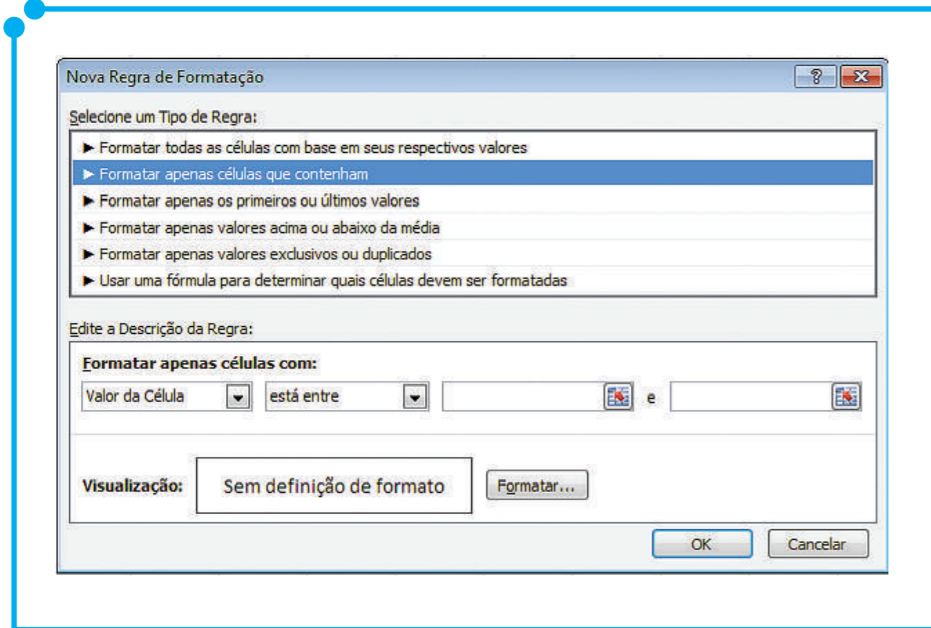 Nova Regra de Formatação
Selecione um Tipo de Regra:
► Formatar todas as células com base em seus respectivos valores
► Formatar apenas células que contenham
► Formatar apenas os primeiros ou últimos valores
► Formatar apenas valores acima ou abaixo da média
► Formatar apenas valores exclusivos ou duplicados
► Usar uma fórmula para determinar quais células devem ser formatadas
Edite a Descrição da Regra:
Formatar apenas células com:
Valor da Célula está entre e
Visualização: Sem definição de formato Formatar...
OK Cancelar